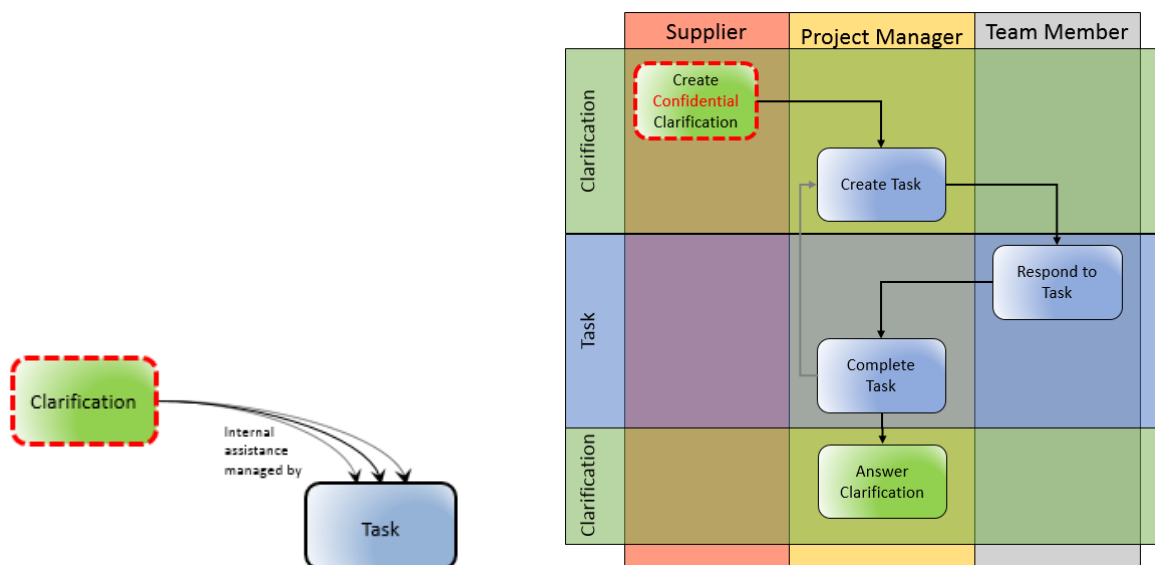 Clarification
Internal
assistance
managed by
Task
Supplier
Project Manager
Team Member
Clarification
Create
Confidential
Clarification
Create Task
Task
Respond to
Task
Complete
Task
Clarification
Answer
Clarification